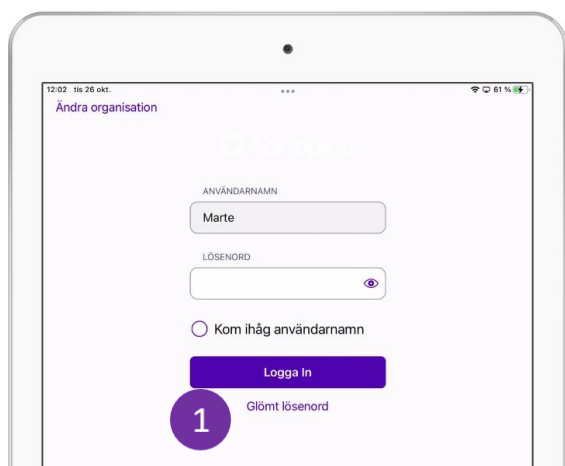 12:02 tis 26 okt.
61 %
Ändra organisation
formpipe
ANVÄNDARNAMN
Marte
LÖSENORD
Kom ihåg användarnamn
Logga In
Glömt lösenord
1